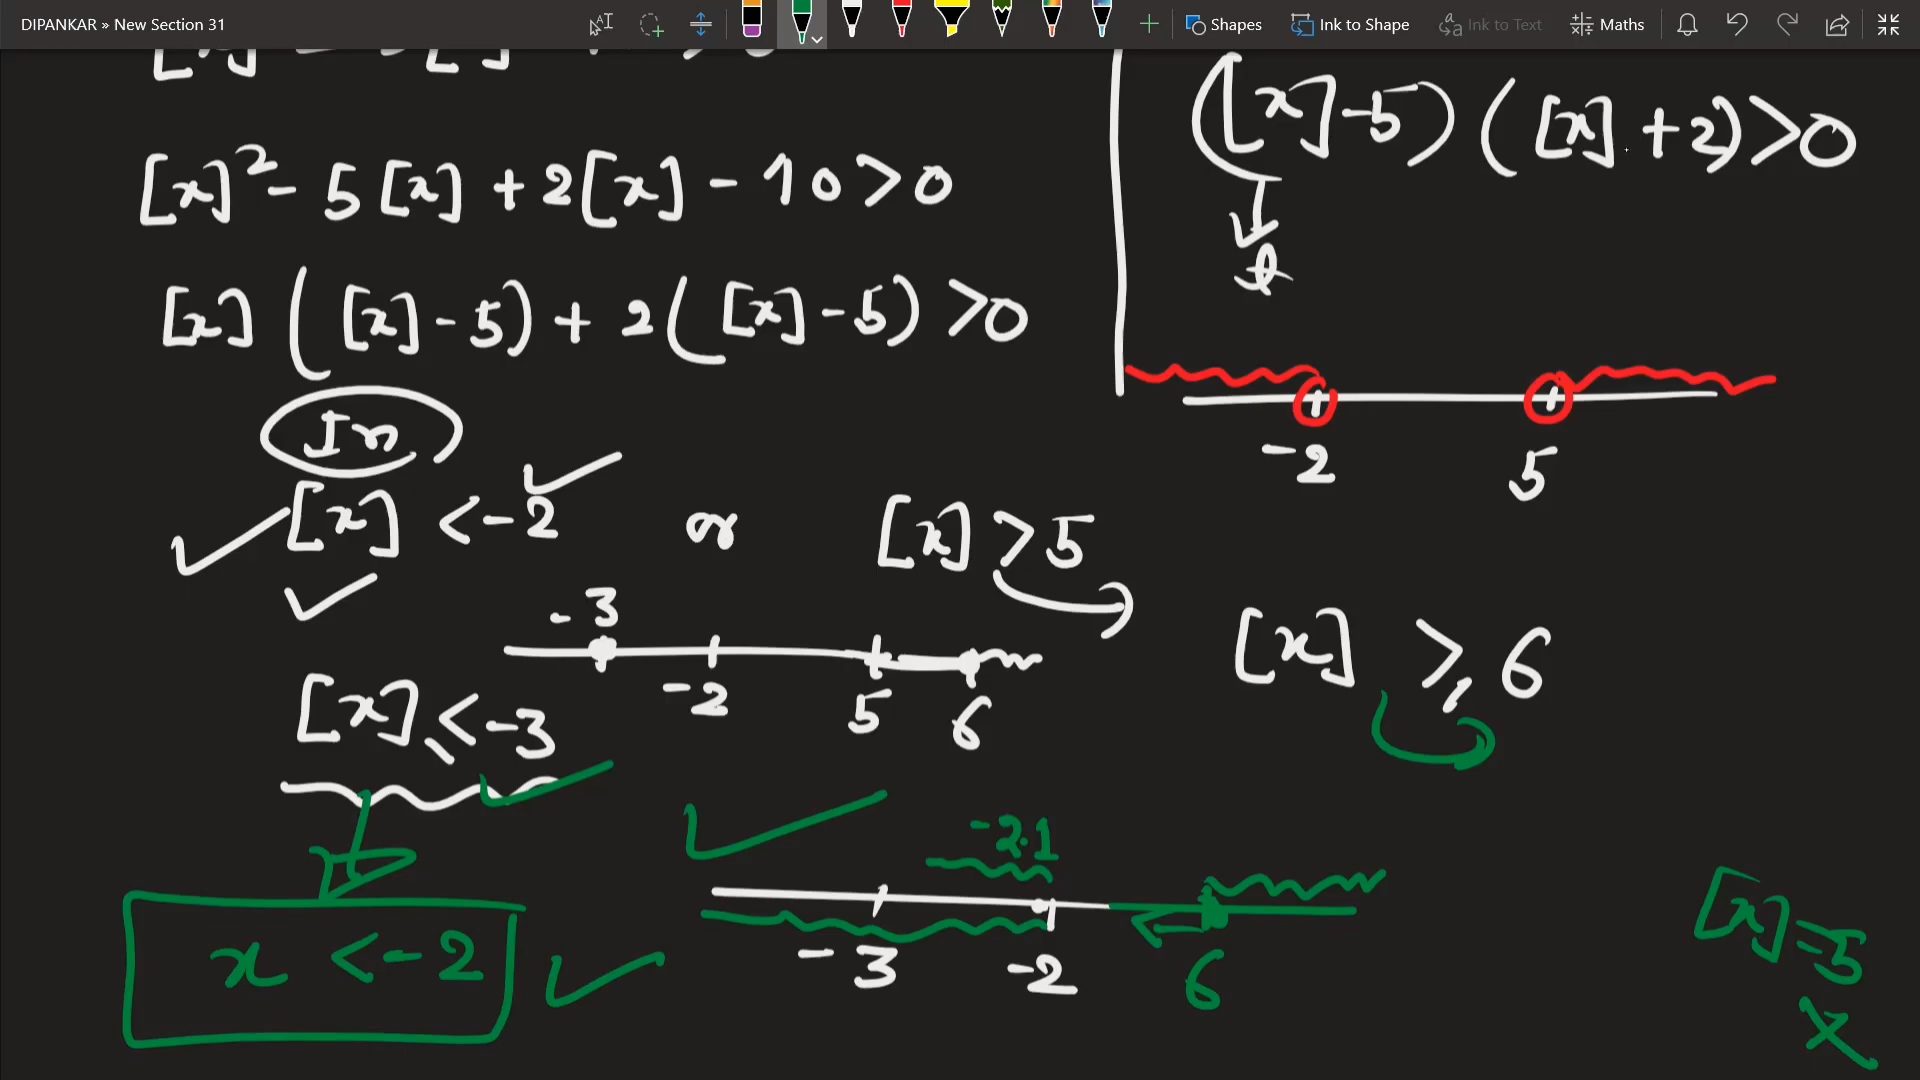 DIPANKAR » New Section 31
Shapes
Ink to Shape
Ink to Text
Maths
[x]² - 5[x] + 2[x] - 10 > 0
[x] ([x] - 5) + 2([x] - 5) > 0
In
[x] < -2 or [x] > 5
-3
-2 5 6
[x] ≤ -3
x < -2
([x] - 5) ([x] + 2) > 0
-2 5
[x] ≥ 6
-2.1
-3 -2 6
[x] = 5
×